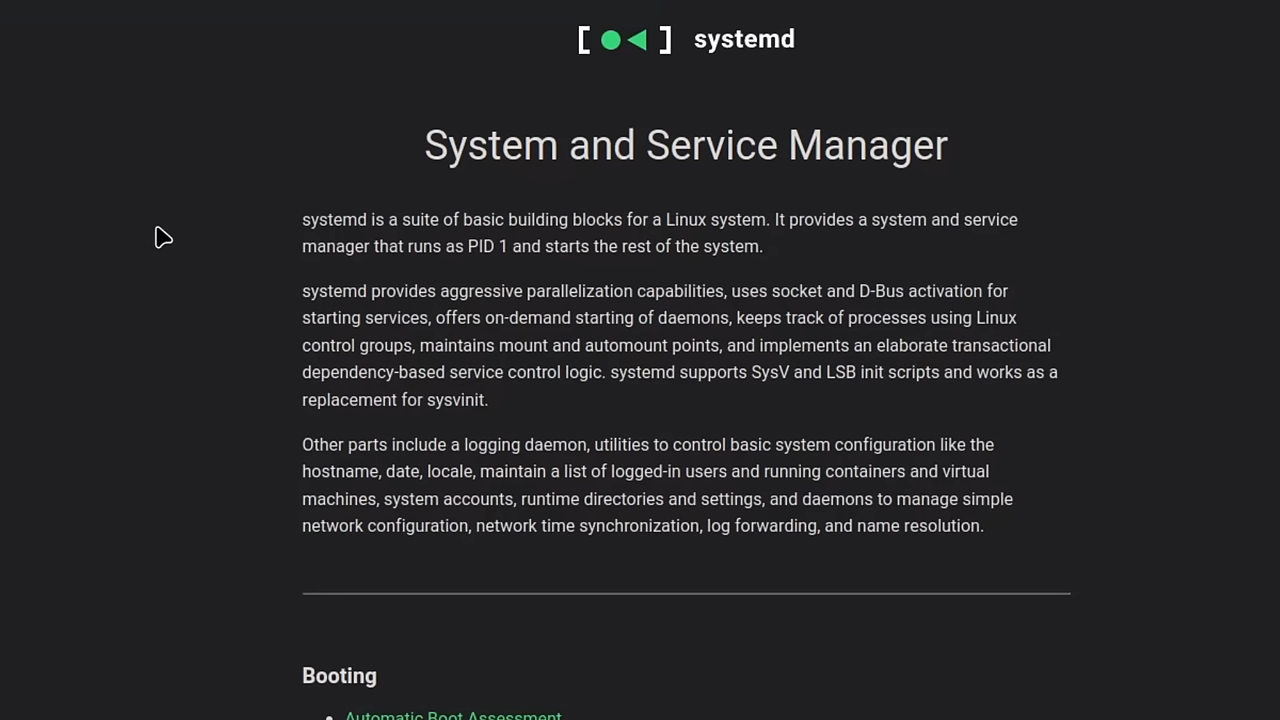 [ ] systemd
System and Service Manager
systemd is a suite of basic building blocks for a Linux system. It provides a system and service
manager that runs as PID 1 and starts the rest of the system.
systemd provides aggressive parallelization capabilities, uses socket and D-Bus activation for
starting services, offers on-demand starting of daemons, keeps track of processes using Linux
control groups, maintains mount and automount points, and implements an elaborate transactional
dependency-based service control logic. systemd supports SysV and LSB init scripts and works as a
replacement for sysvinit.
Other parts include a logging daemon, utilities to control basic system configuration like the
hostname, date, locale, maintain a list of logged-in users and running containers and virtual
machines, system accounts, runtime directories and settings, and daemons to manage simple
network configuration, network time synchronization, log forwarding, and name resolution.
Booting
Automatic Boot Assessment